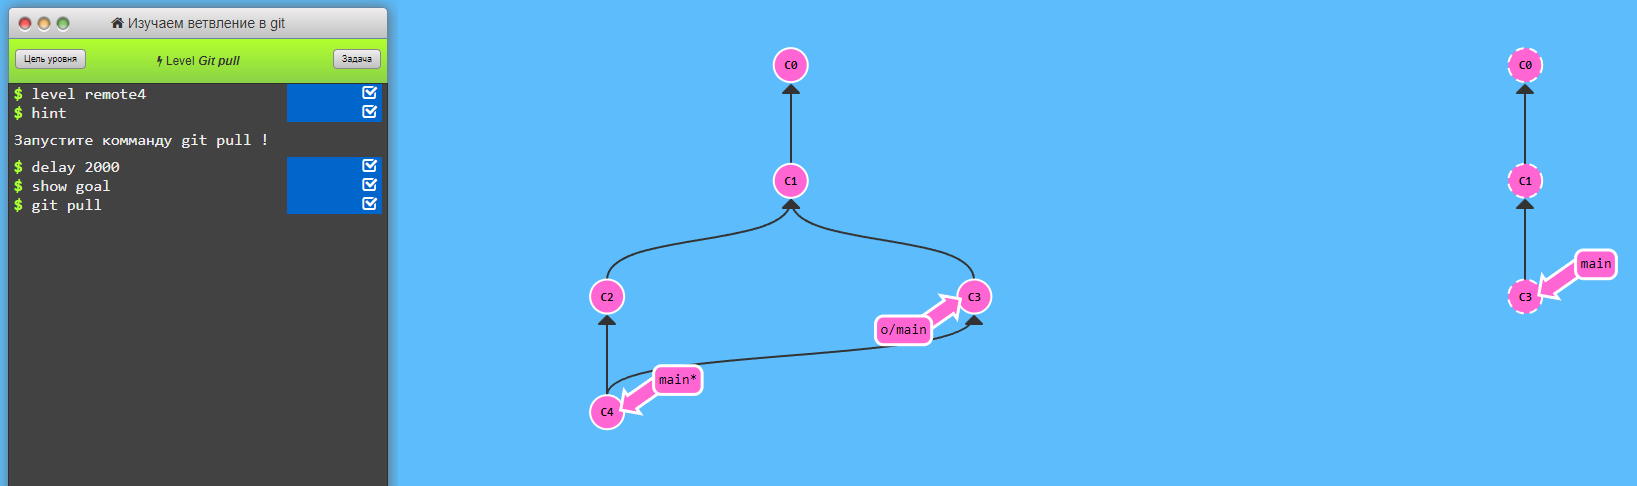 Изучаем ветвление в git
Цель уровня
Level Git pull
Задача
$ level remote4
$ hint
Запустите комманду git pull !
$ delay 2000
$ show goal
$ git pull
C0
C1
C2
C3
o/main
main*
C4
C0
C1
main
C3